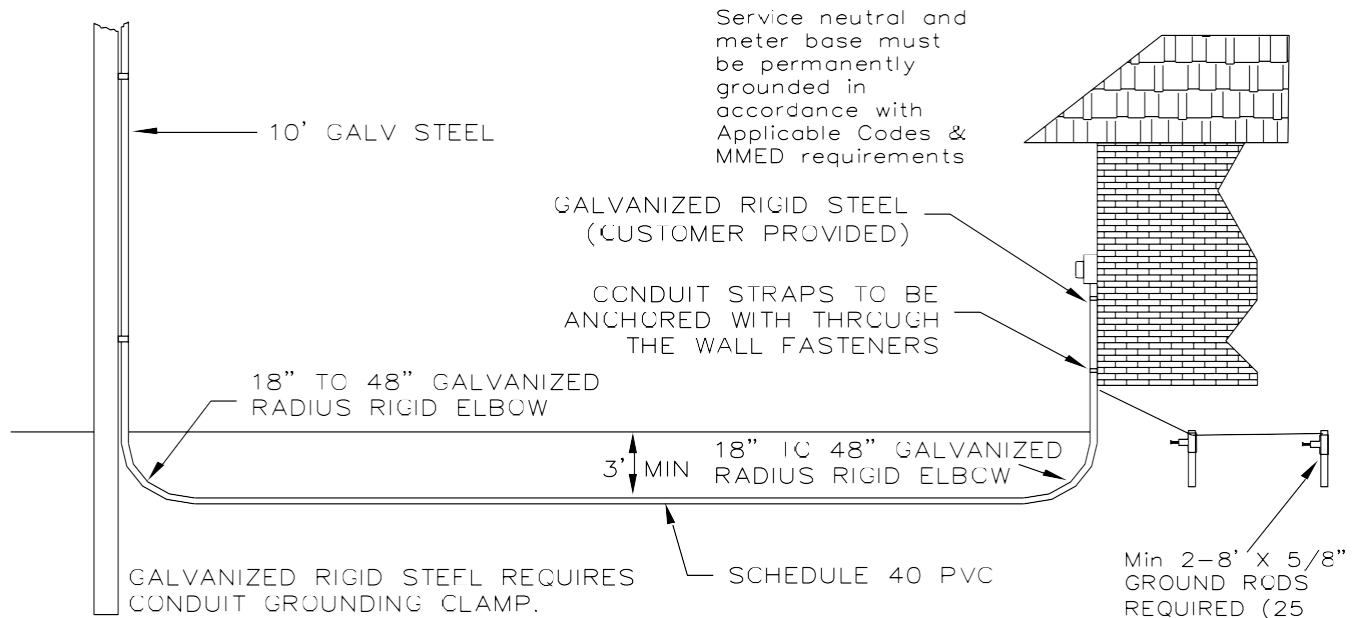 Service neutral and
meter base must
be permanently
grounded in
accordance with
Applicable Codes &
MMED requirements
10' GALV STEEL
GALVANIZED RIGID STEEL
(CUSTOMER PROVIDED)
CONDUIT STRAPS TO BE
ANCHORED WITH THROUGH
THE WALL FASTENERS
18" TO 48" GALVANIZED
RADIUS RIGID ELBOW
3' MIN
18" TO 48" GALVANIZED
RADIUS RIGID ELBOW
GALVANIZED RIGID STEEL REQUIRES
CONDUIT GROUNDING CLAMP.
SCHEDULE 40 PVC
Min 2-8' X 5/8"
GROUND RODS
REQUIRED (25